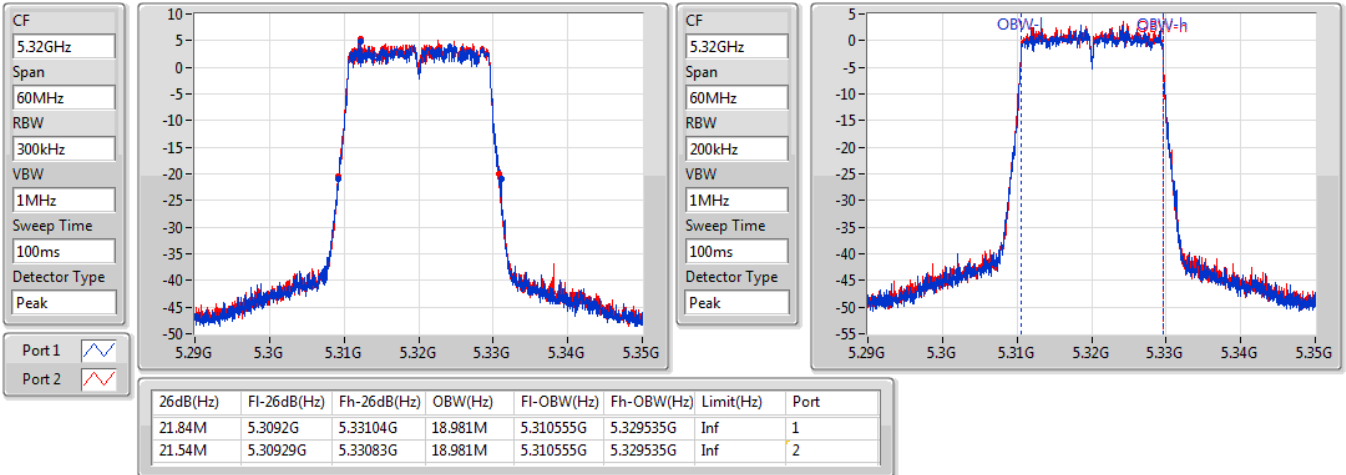 CF
5.32GHz
Span
60MHz
RBW
300kHz
VBW
1MHz
Sweep Time
100ms
Detector Type
Peak
Port 1
Port 2
10-
5-
0-
-5-
-10-
-15-
-20-
-25-
-30-
-35-
-40-
-45-
-50-
5.29G 5.3G 5.31G 5.32G 5.33G 5.34G 5.35G
CF
5.32GHz
Span
60MHz
RBW
200kHz
VBW
1MHz
Sweep Time
100ms
Detector Type
Peak
OBW-l OBW-h
5-
0-
-5-
-10-
-15-
-20-
-25-
-30-
-35-
-40-
-45-
-50-
-55-
5.29G 5.3G 5.31G 5.32G 5.33G 5.34G 5.35G
26dB(Hz) Fl-26dB(Hz) Fh-26dB(Hz) OBW(Hz) Fl-OBW(Hz) Fh-OBW(Hz) Limit(Hz) Port
21.84M 5.3092G 5.33104G 18.981M 5.310555G 5.329535G Inf 1
21.54M 5.30929G 5.33083G 18.981M 5.310555G 5.329535G Inf 2